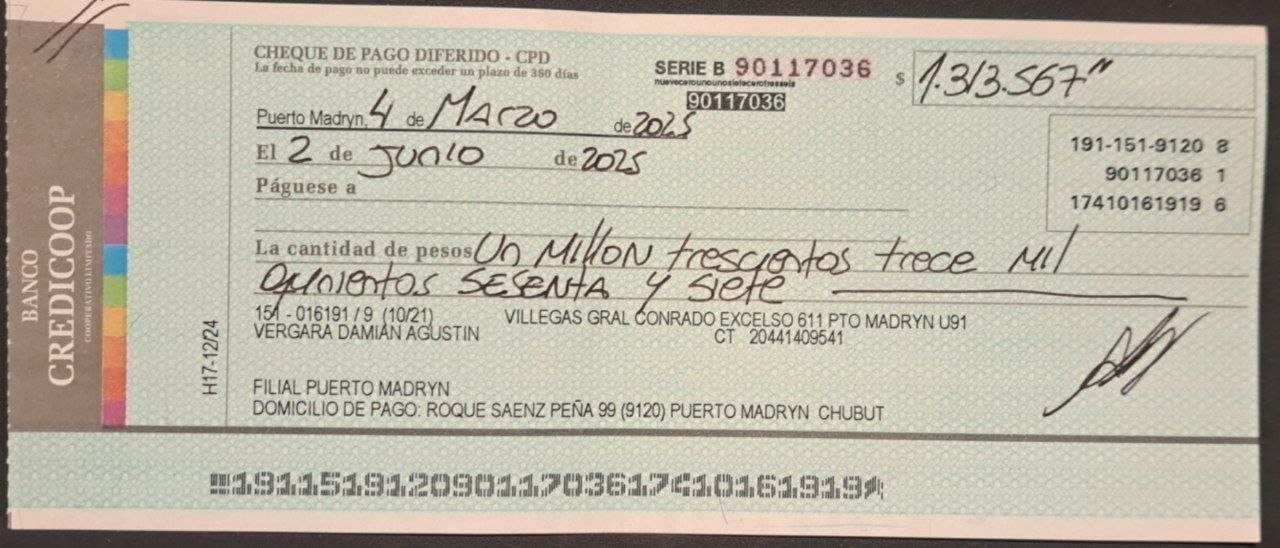 BANCO
CREDICOOP
COOPERATIVO LIMITADO
H17-12/24
CHEQUE DE PAGO DIFERIDO - CPD
La fecha de pago no puede exceder un plazo de 360 días
SERIE B 90117036
nuevecerounounosietecerotresseis
90117036
$ 1.313.567"
Puerto Madryn, 4 de MARZO de 2025
El 2 de JUNIO de 2025
Páguese a
191-151-9120 8
90117036 1
17410161919 6
La cantidad de pesos Un MILLON trescientos trece MIl
quinientos SESENTA y siete
151 - 016191 / 9 (10/21)
VERGARA DAMIÁN AGUSTIN
VILLEGAS GRAL CONRADO EXCELSO 611 PTO MADRYN U91
CT 20441409541
FILIAL PUERTO MADRYN
DOMICILIO DE PAGO: ROQUE SAENZ PEÑA 99 (9120) PUERTO MADRYN CHUBUT
19115191209011703617410161919